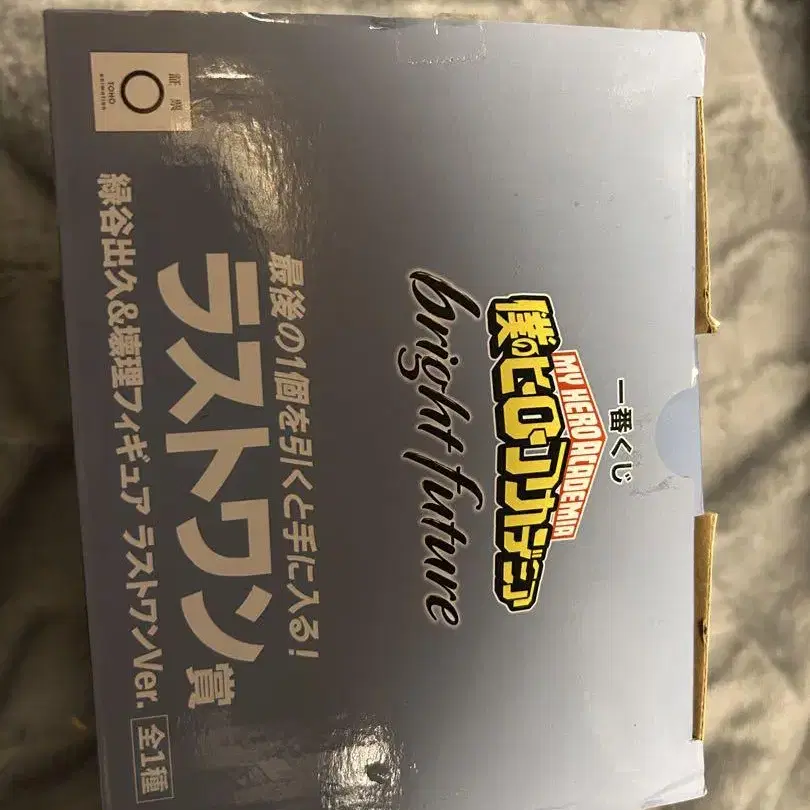 一番くじ
MY HERO ACADEMIA
僕のヒーローアカデミア
bright future
最後の1個を引くと手に入る!
ラストワン賞
緑谷出久&壊理フィギュア ラストワンVer. 全1種
証 紙
TOHO
animation